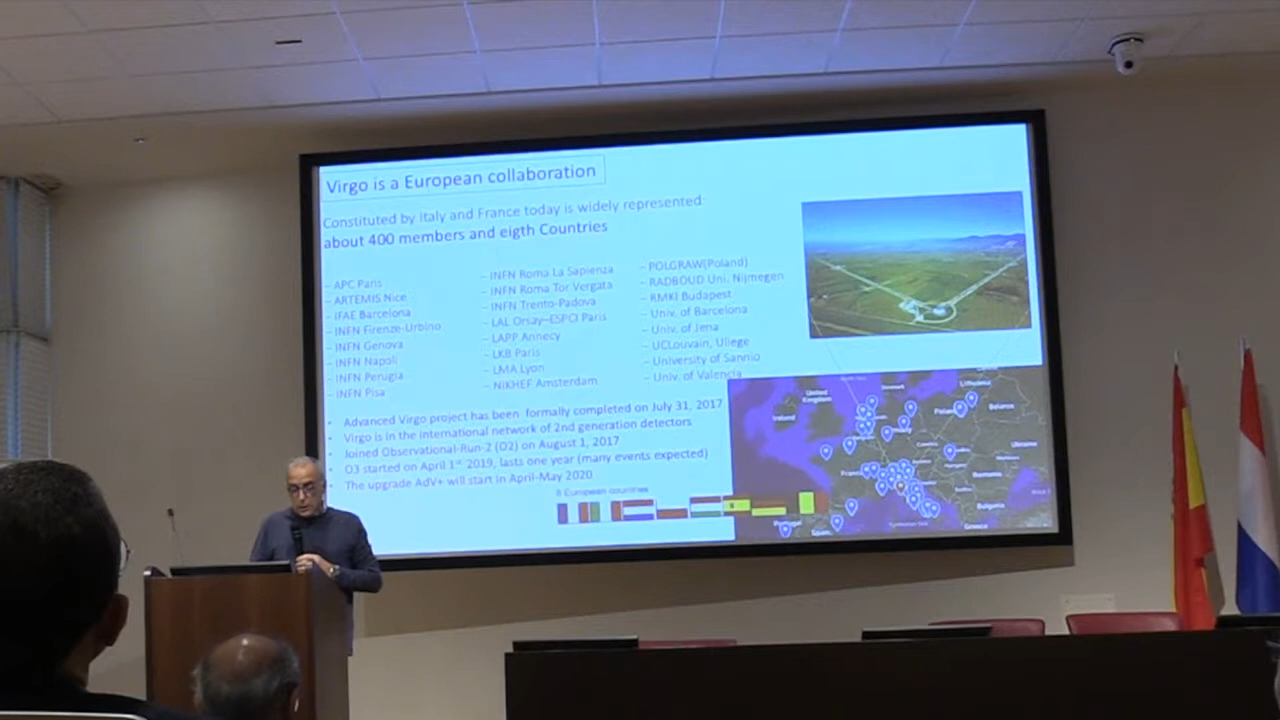 Virgo is a European collaboration
Constituted by Italy and France today is widely represented:
about 400 members and eigth Countries
– APC Paris
– ARTEMIS Nice
– IFAE Barcelona
– INFN Firenze-Urbino
– INFN Genova
– INFN Napoli
– INFN Perugia
– INFN Pisa
– INFN Roma La Sapienza
– INFN Roma Tor Vergata
– INFN Trento-Padova
– LAL Orsay–ESPCI Paris
– LAPP Annecy
– LKB Paris
– LMA Lyon
– NIKHEF Amsterdam
– POLGRAW(Poland)
– RADBOUD Uni. Nijmegen
– RMKI Budapest
– Univ. of Barcelona
– Univ. of Jena
– UCLouvain, Uliege
– University of Sannio
– Univ. of Valencia
• Advanced Virgo project has been formally completed on July 31, 2017
• Virgo is in the international network of 2nd generation detectors
• Joined Observational-Run-2 (O2) on August 1, 2017
• O3 started on April 1st 2019, lasts one year (many events expected)
• The upgrade AdV+ will start in April-May 2020
8 European countries
Denmark
Lithuania
United
Kingdom
Ireland
Poland
Belarus
Ukraine
France
Romania
Bulgaria
Portugal
Spain
Greece